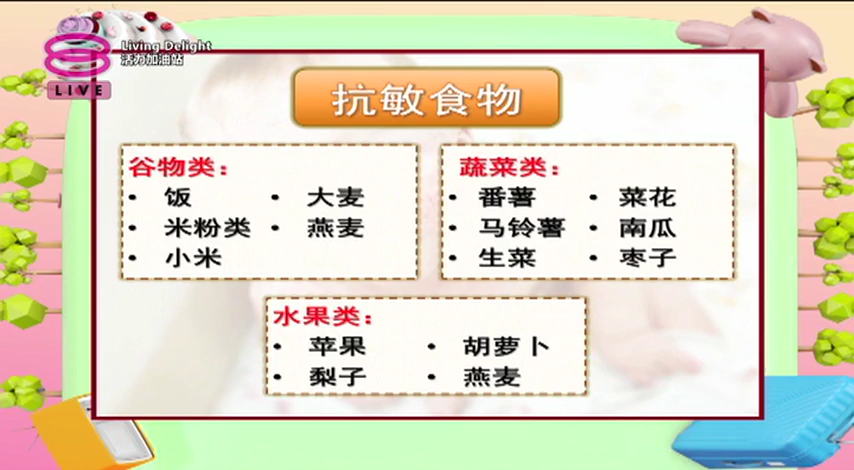 Living Delight
活力加油站
LIVE
抗敏食物
谷物类：
• 饭 • 大麦
• 米粉类 • 燕麦
• 小米
蔬菜类：
• 番薯 • 菜花
• 马铃薯 • 南瓜
• 生菜 • 枣子
水果类：
• 苹果 • 胡萝卜
• 梨子 • 燕麦